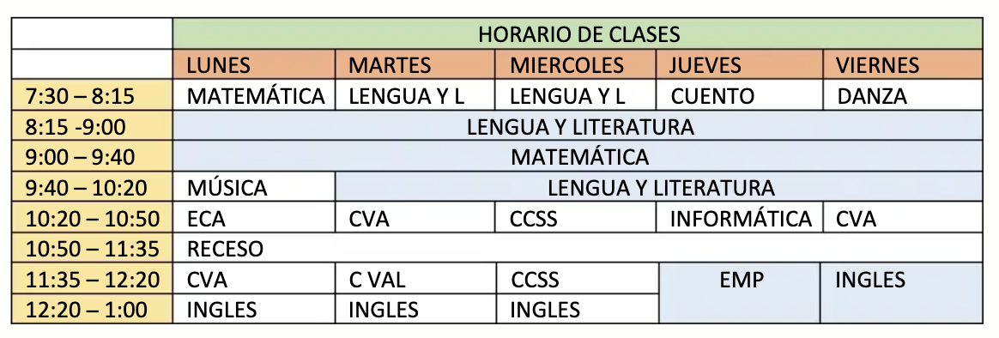 HORARIO DE CLASES
LUNES MARTES MIERCOLES JUEVES VIERNES
7:30 – 8:15 MATEMÁTICA LENGUA Y L LENGUA Y L CUENTO DANZA
8:15 -9:00 LENGUA Y LITERATURA
9:00 – 9:40 MATEMÁTICA
9:40 – 10:20 MÚSICA LENGUA Y LITERATURA
10:20 – 10:50 ECA CVA CCSS INFORMÁTICA CVA
10:50 – 11:35 RECESO
11:35 – 12:20 CVA C VAL CCSS EMP INGLES
12:20 – 1:00 INGLES INGLES INGLES